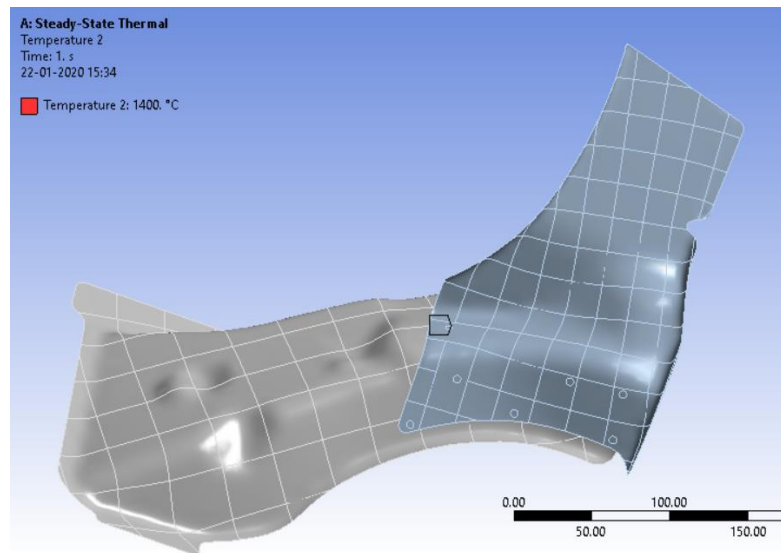 A: Steady-State Thermal
Temperature 2
Time: 1. s
22-01-2020 15:34
Temperature 2: 1400. °C
0.00 100.00
50.00 150.00